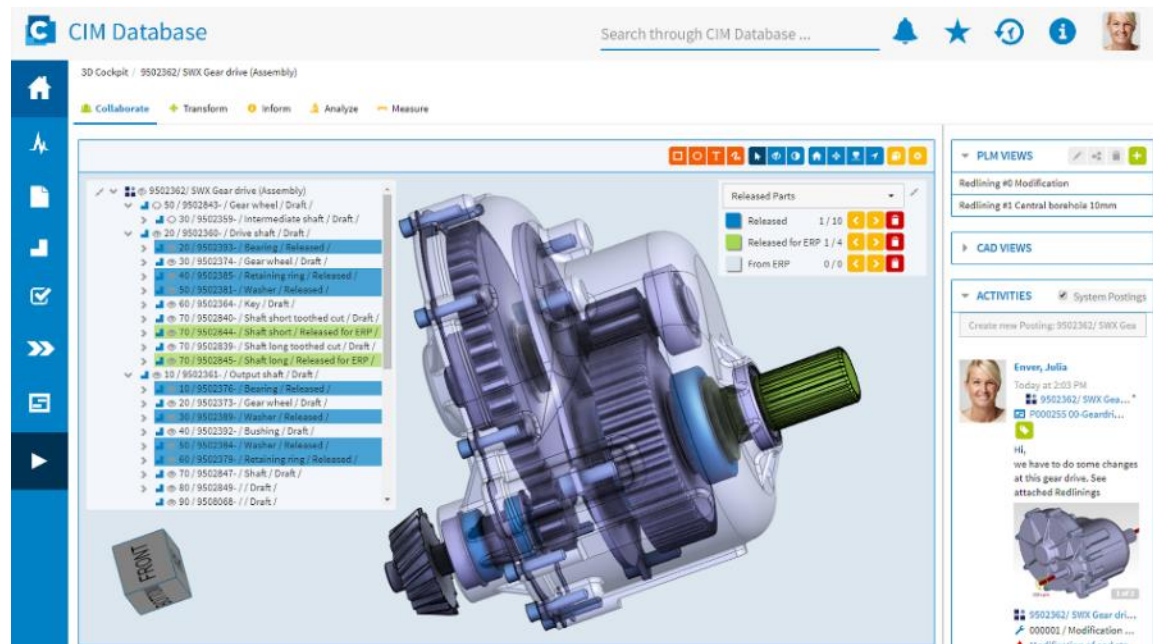 CIM Database
Search through CIM Database ...
3D Cockpit / 9502362/ SWX Gear drive (Assembly)
Collaborate Transform Inform Analyze Measure
9502362/ SWX Gear drive (Assembly)
50 / 9502843- / Gear wheel / Draft /
30 / 9502359- / Intermediate shaft / Draft /
20 / 9502360- / Drive shaft / Draft /
20 / 9502393- / Bearing / Released /
30 / 9502374- / Gear wheel / Draft /
40 / 9502385- / Retaining ring / Released /
50 / 9502381- / Washer / Released /
60 / 9502364- / Key / Draft /
70 / 9502840- / Shaft short toothed cut / Draft /
70 / 9502844- / Shaft short / Released for ERP /
70 / 9502839- / Shaft long toothed cut / Draft /
70 / 9502845- / Shaft long / Released for ERP /
10 / 9502361- / Output shaft / Draft /
10 / 9502376- / Bearing / Released /
20 / 9502373- / Gear wheel / Draft /
30 / 9502389- / Washer / Released /
40 / 9502392- / Bushing / Draft /
50 / 9502384- / Washer / Released /
60 / 9502379- / Retaining ring / Released /
70 / 9502847- / Shaft / Draft /
80 / 9502849- / / Draft /
90 / 9508068- / / Draft /
Released Parts
Released 1 / 10
Released for ERP 1 / 4
From ERP 0 / 0
FRONT
BOTTOM
PLM VIEWS
Redlining #0 Modification
Redlining #1 Central borehole 10mm
CAD VIEWS
ACTIVITIES System Postings
Create new Posting: 9502362/ SWX Gea
Enver, Julia
Today at 2:03 PM
9502362/ SWX Gea...
P000255 00-Geardri...
Hi,
we have to do some changes
at this gear drive. See
attached Redlinings
9502362/ SWX Gear dri...
000001 / Modification ...